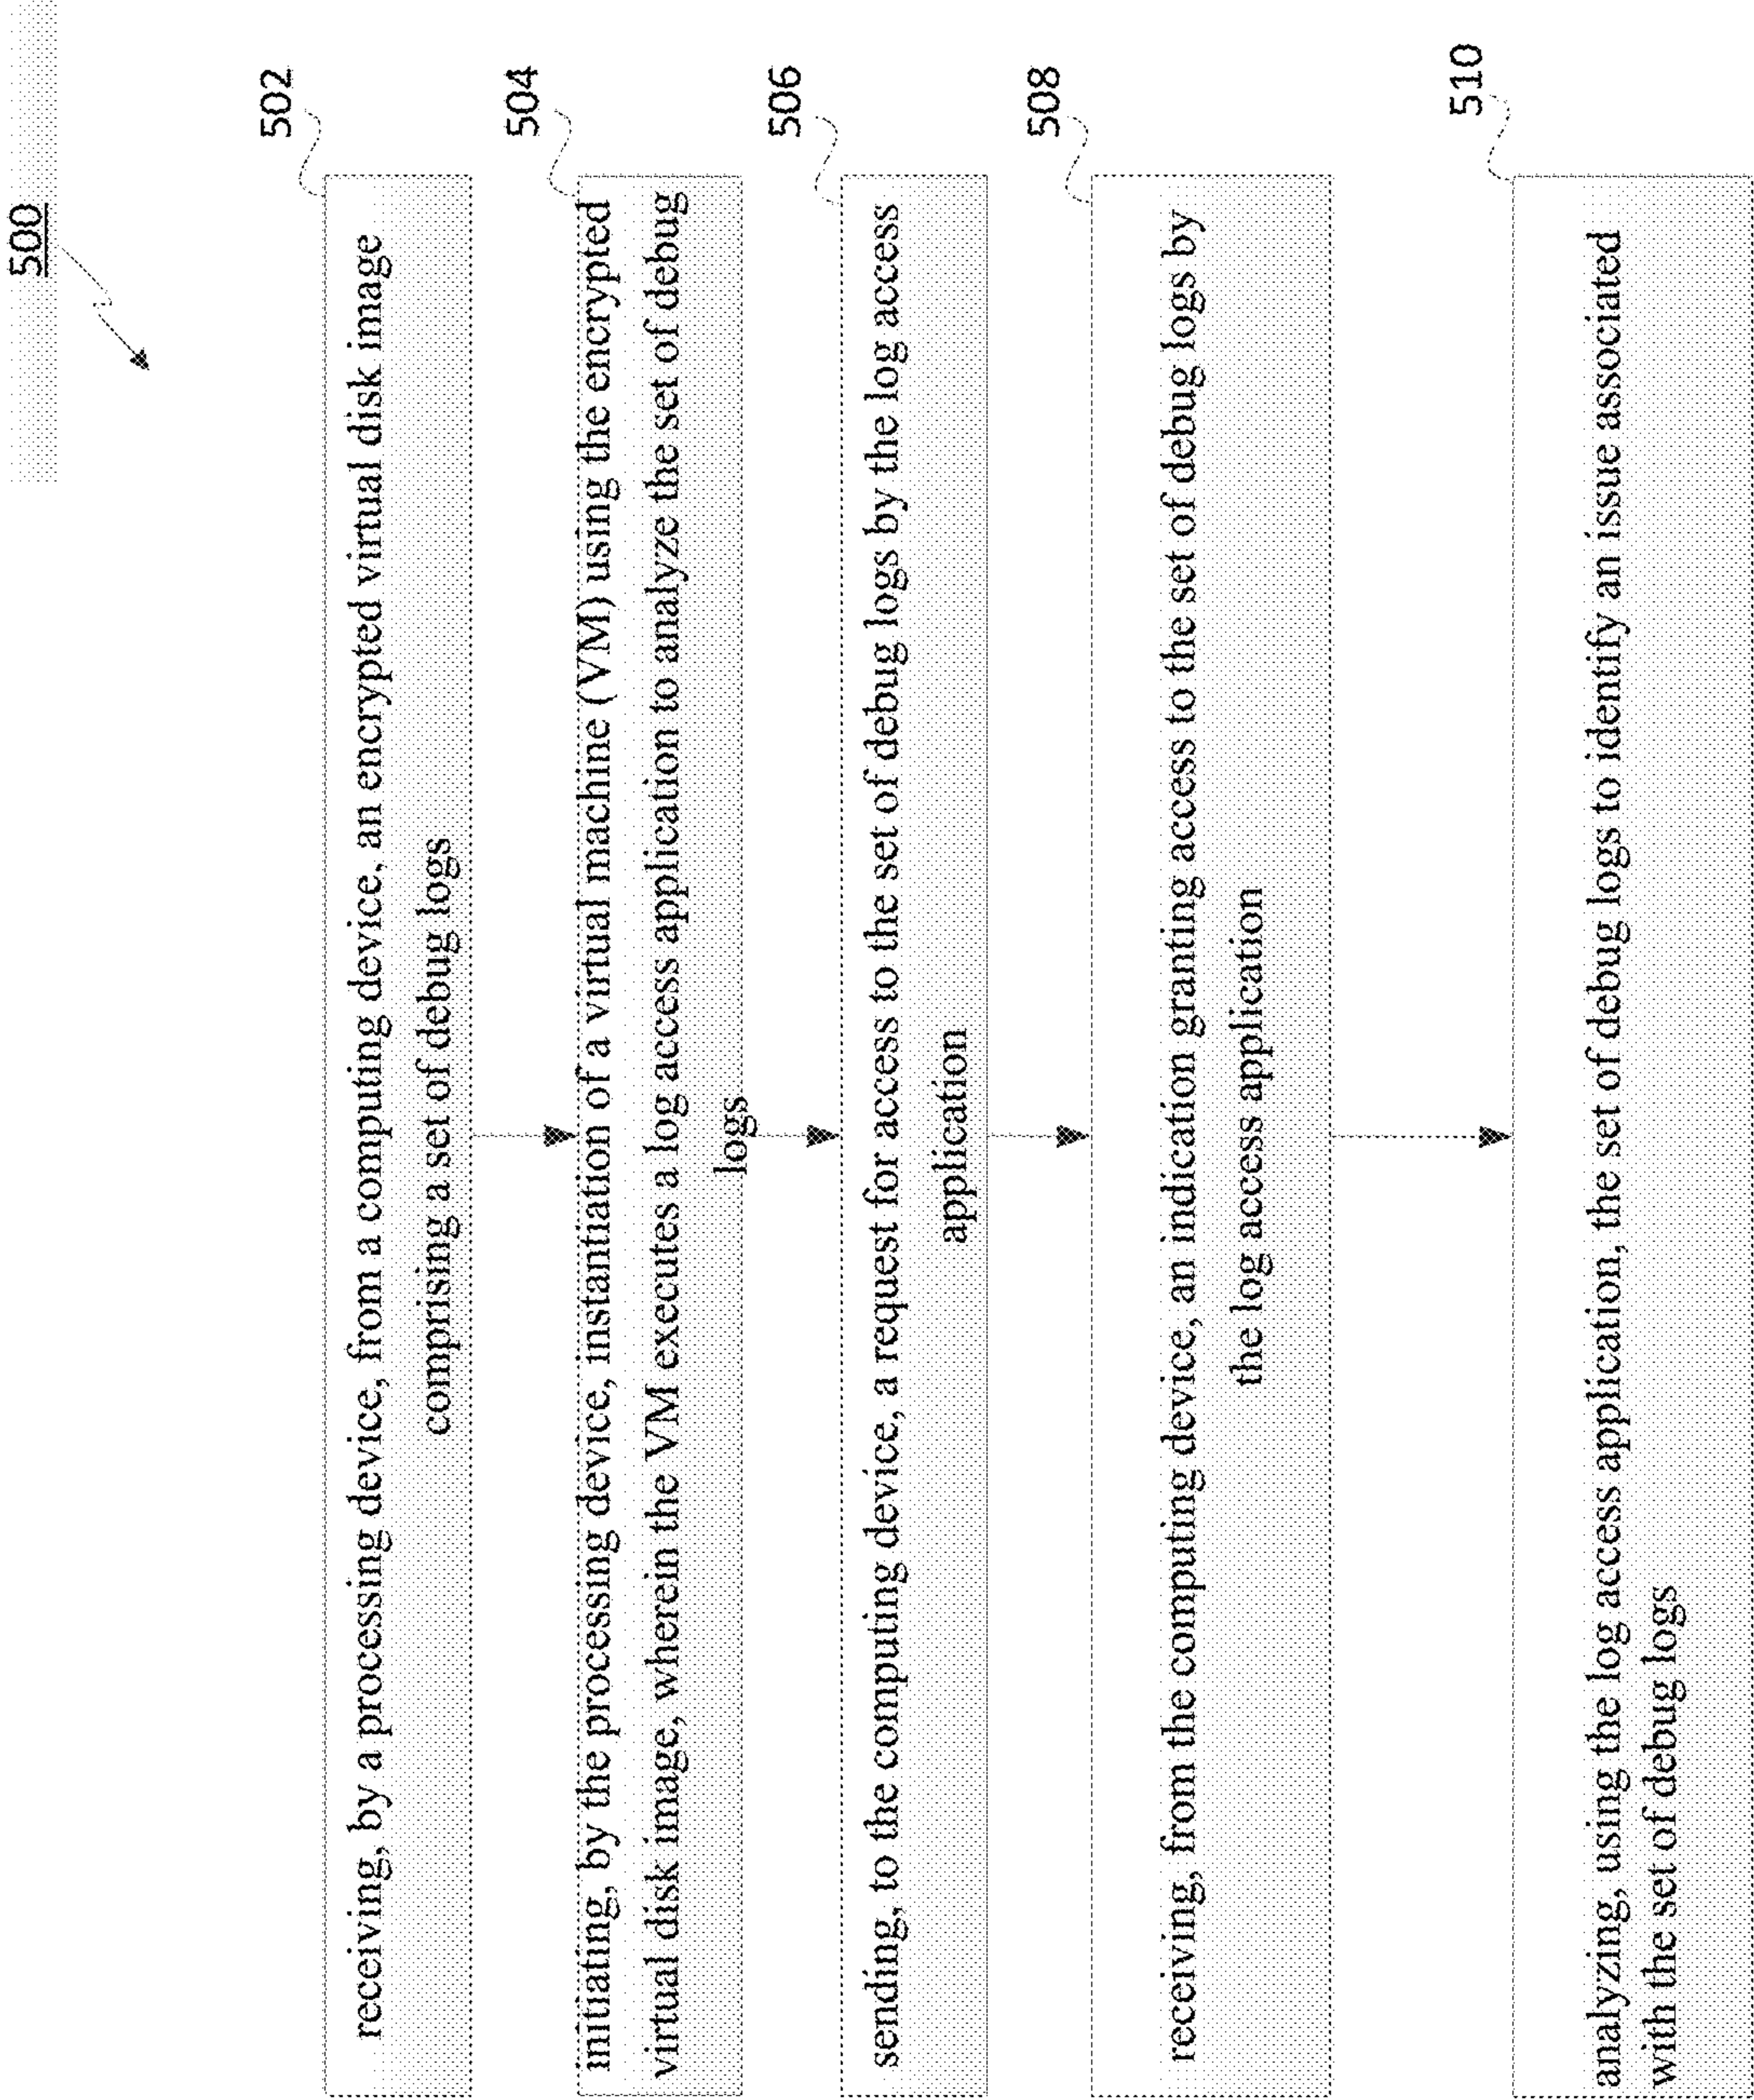 500
502
receiving, by a processing device, from a computing device, an encrypted virtual disk image
comprising a set of debug logs
504
initiating, by the processing device, instantiation of a virtual machine (VM) using the encrypted
virtual disk image, wherein the VM executes a log access application to analyze the set of debug
logs
506
sending, to the computing device, a request for access to the set of debug logs by the log access
application
508
receiving, from the computing device, an indication granting access to the set of debug logs by
the log access application
510
analyzing, using the log access application, the set of debug logs to identify an issue associated
with the set of debug logs